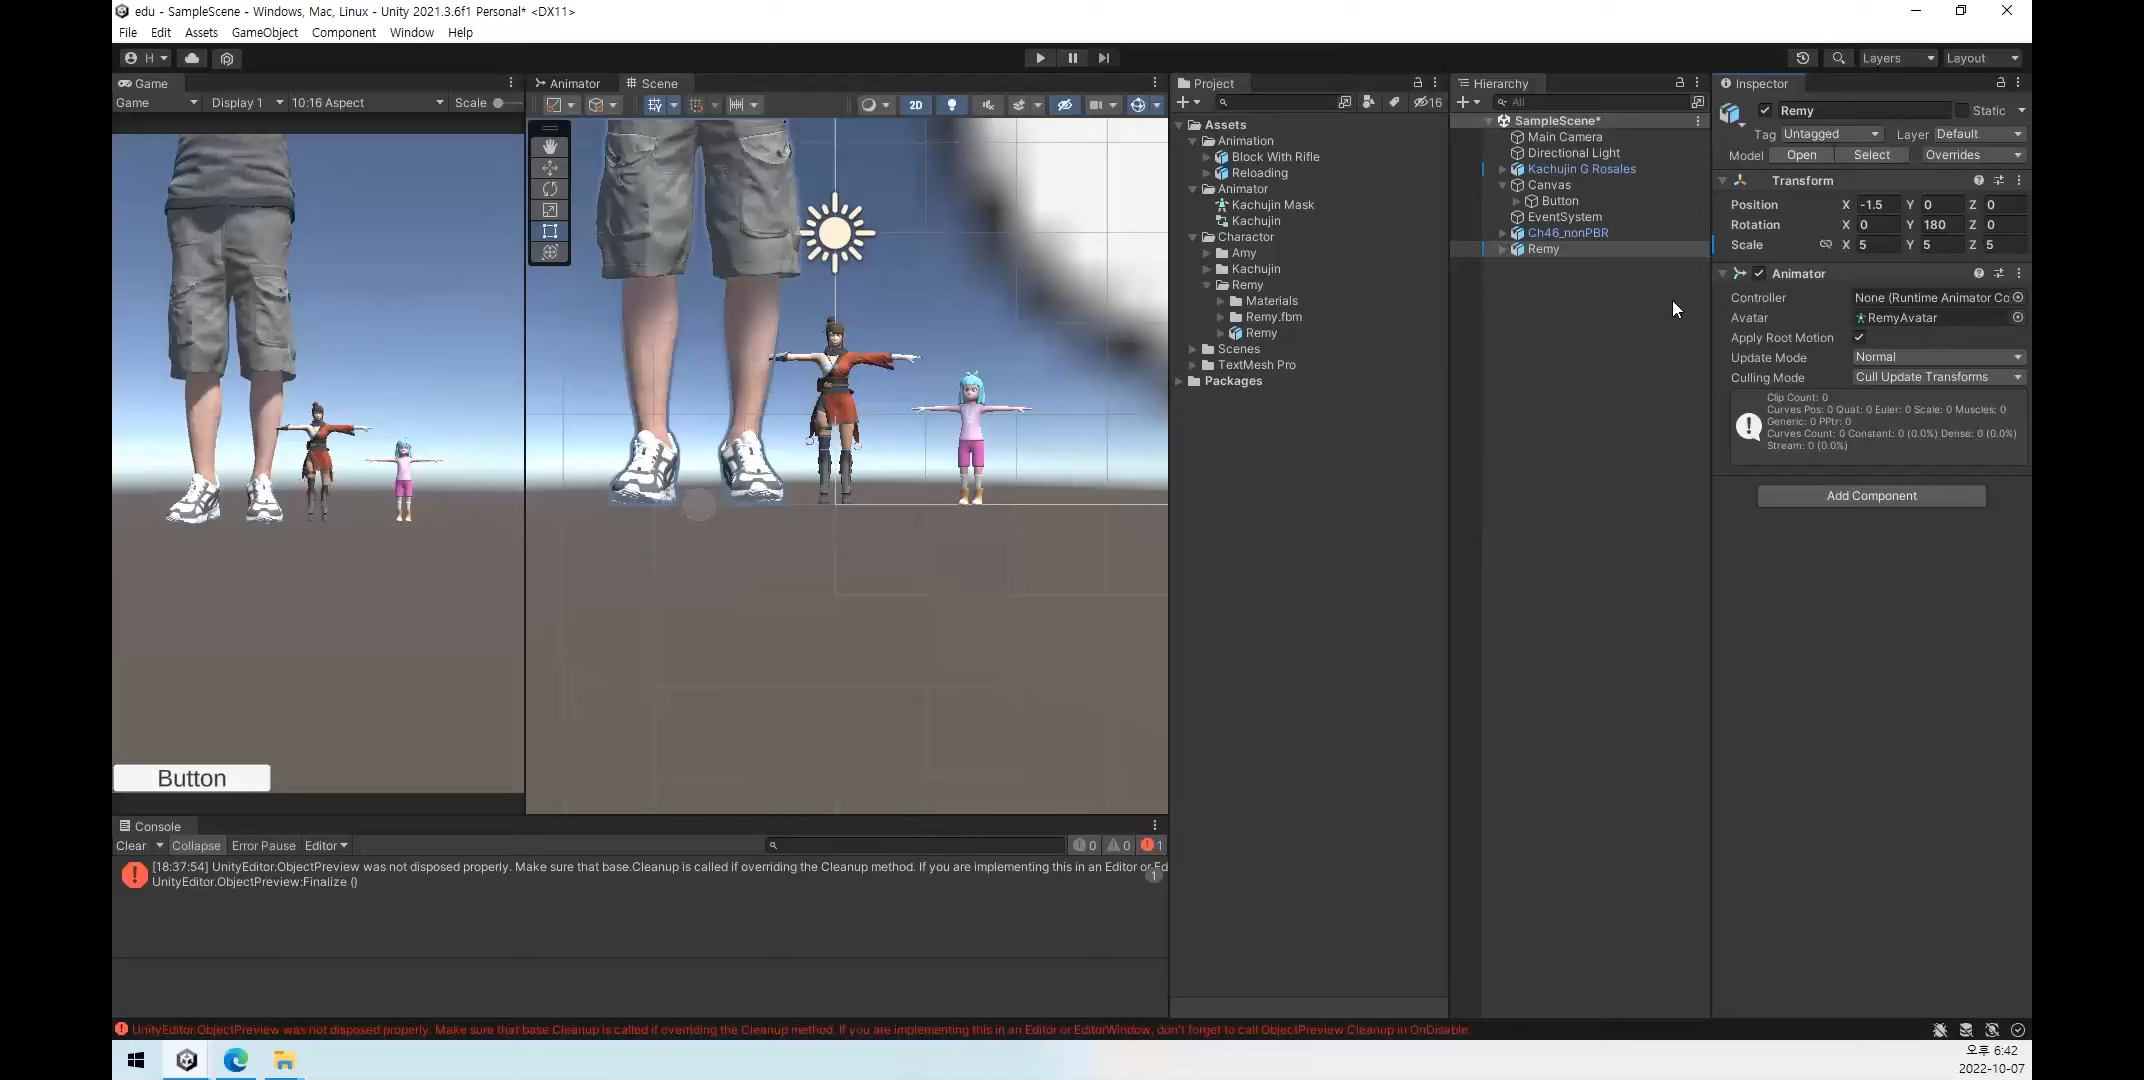 edu - SampleScene - Windows, Mac, Linux - Unity 2021.3.6f1 Personal* <DX11>
File Edit Assets GameObject Component Window Help
H
Layers Layout
Game
Game Display 1 10:16 Aspect Scale
Button
Animator Scene
2D
Console
Clear Collapse Error Pause Editor 0 0 1
[18:37:54] UnityEditor.ObjectPreview was not disposed properly. Make sure that base.Cleanup is called if overriding the Cleanup method. If you are implementing this in an Editor or Ed
UnityEditor.ObjectPreview:Finalize ()
1
Project
16
Assets
Animation
Block With Rifle
Reloading
Animator
Kachujin Mask
Kachujin
Charactor
Amy
Kachujin
Remy
Materials
Remy.fbm
Remy
Scenes
TextMesh Pro
Packages
Hierarchy
All
SampleScene*
Main Camera
Directional Light
Kachujin G Rosales
Canvas
Button
EventSystem
Ch46_nonPBR
Remy
Inspector
Remy Static
Tag Untagged Layer Default
Model Open Select Overrides
Transform
Position X -1.5 Y 0 Z 0
Rotation X 0 Y 180 Z 0
Scale X 5 Y 5 Z 5
Animator
Controller None (Runtime Animator Co
Avatar RemyAvatar
Apply Root Motion
Update Mode Normal
Culling Mode Cull Update Transforms
Clip Count: 0
Curves Pos: 0 Quat: 0 Euler: 0 Scale: 0 Muscles: 0
Generic: 0 PPtr: 0
Curves Count: 0 Constant: 0 (0.0%) Dense: 0 (0.0%)
Stream: 0 (0.0%)
Add Component
UnityEditor.ObjectPreview was not disposed properly. Make sure that base.Cleanup is called if overriding the Cleanup method. If you are implementing this in an Editor or EditorWindow, don't forget to call ObjectPreview.Cleanup in OnDisable.
오후 6:42
2022-10-07